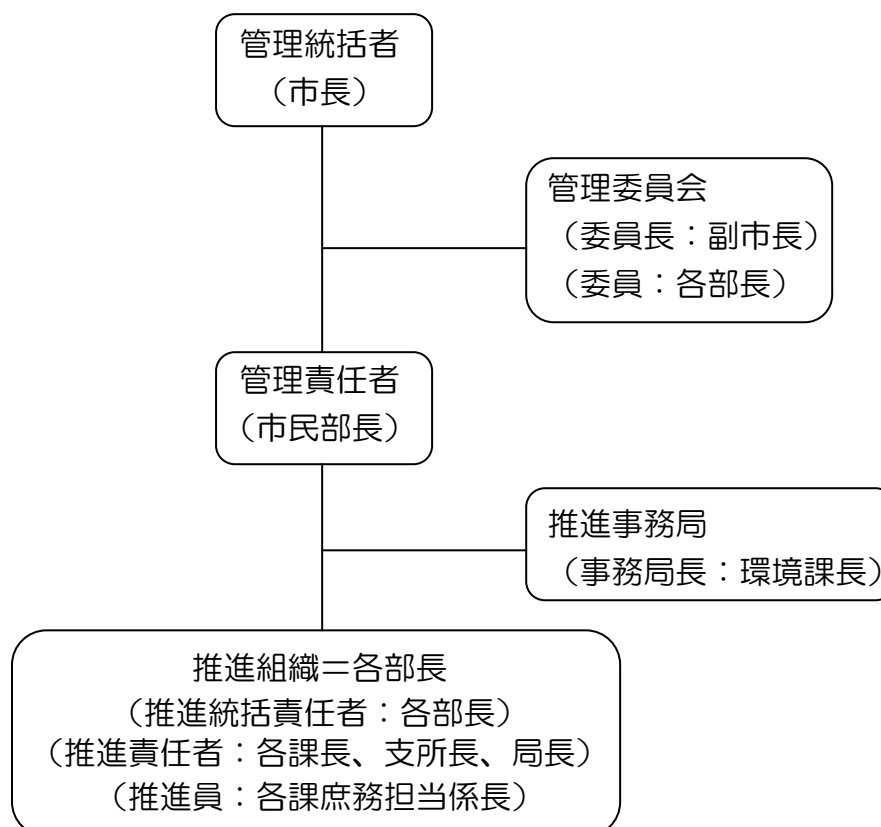 管理統括者
（市長）
管理委員会
（委員長：副市長）
（委員：各部長）
管理責任者
（市民部長）
推進事務局
（事務局長：環境課長）
推進組織＝各部長
（推進統括責任者：各部長）
（推進責任者：各課長、支所長、局長）
（推進員：各課庶務担当係長）